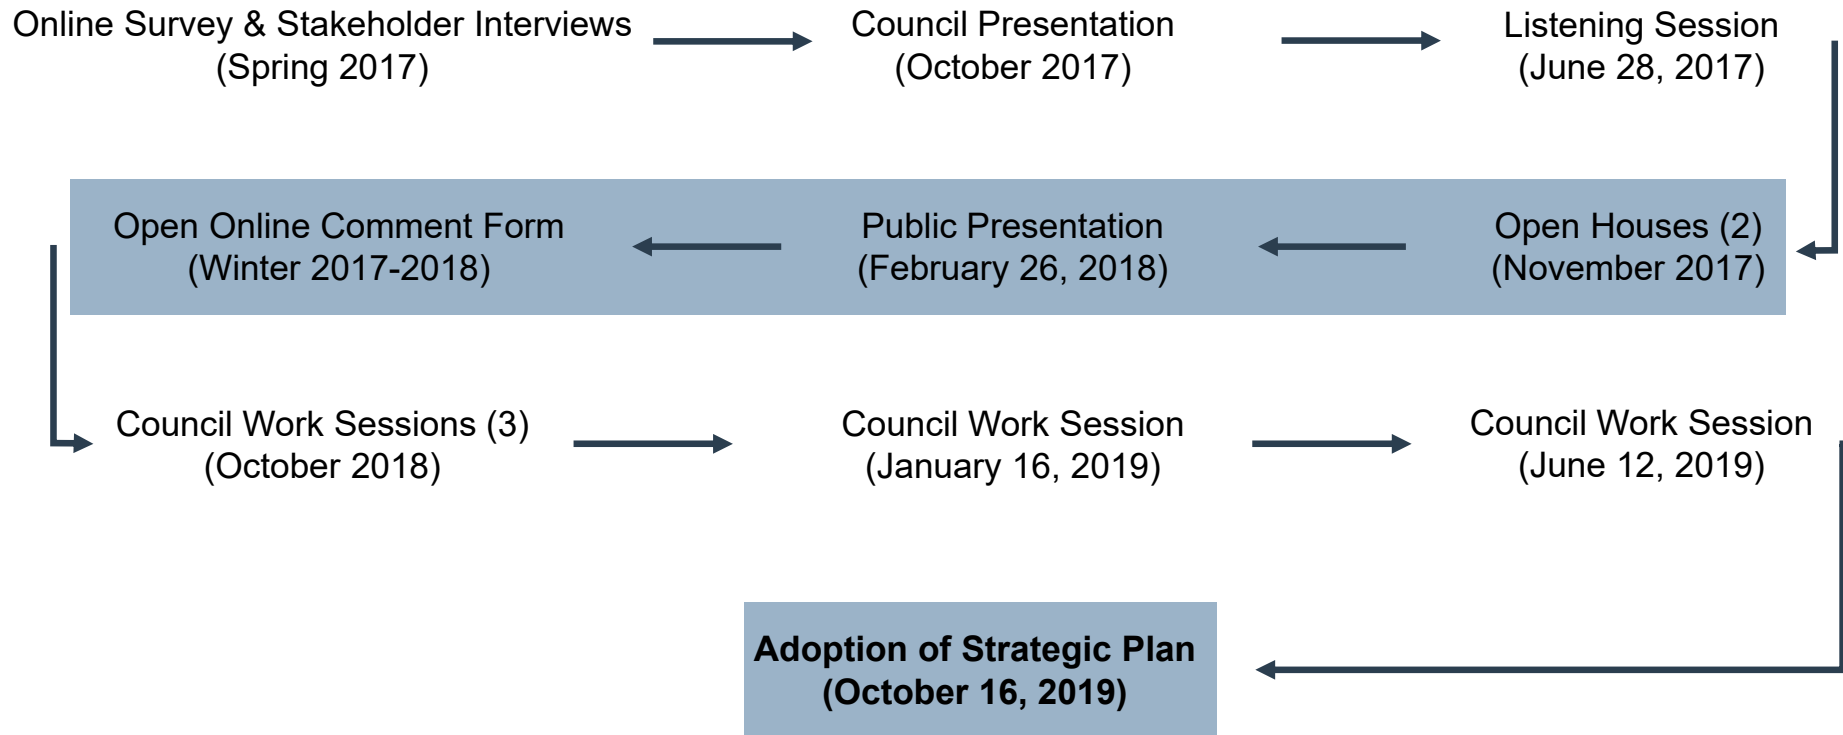 Online Survey & Stakeholder Interviews
(Spring 2017)
Council Presentation
(October 2017)
Listening Session
(June 28, 2017)
Open Online Comment Form
(Winter 2017-2018)
Public Presentation
(February 26, 2018)
Open Houses (2)
(November 2017)
Council Work Sessions (3)
(October 2018)
Council Work Session
(January 16, 2019)
Council Work Session
(June 12, 2019)
Adoption of Strategic Plan
(October 16, 2019)